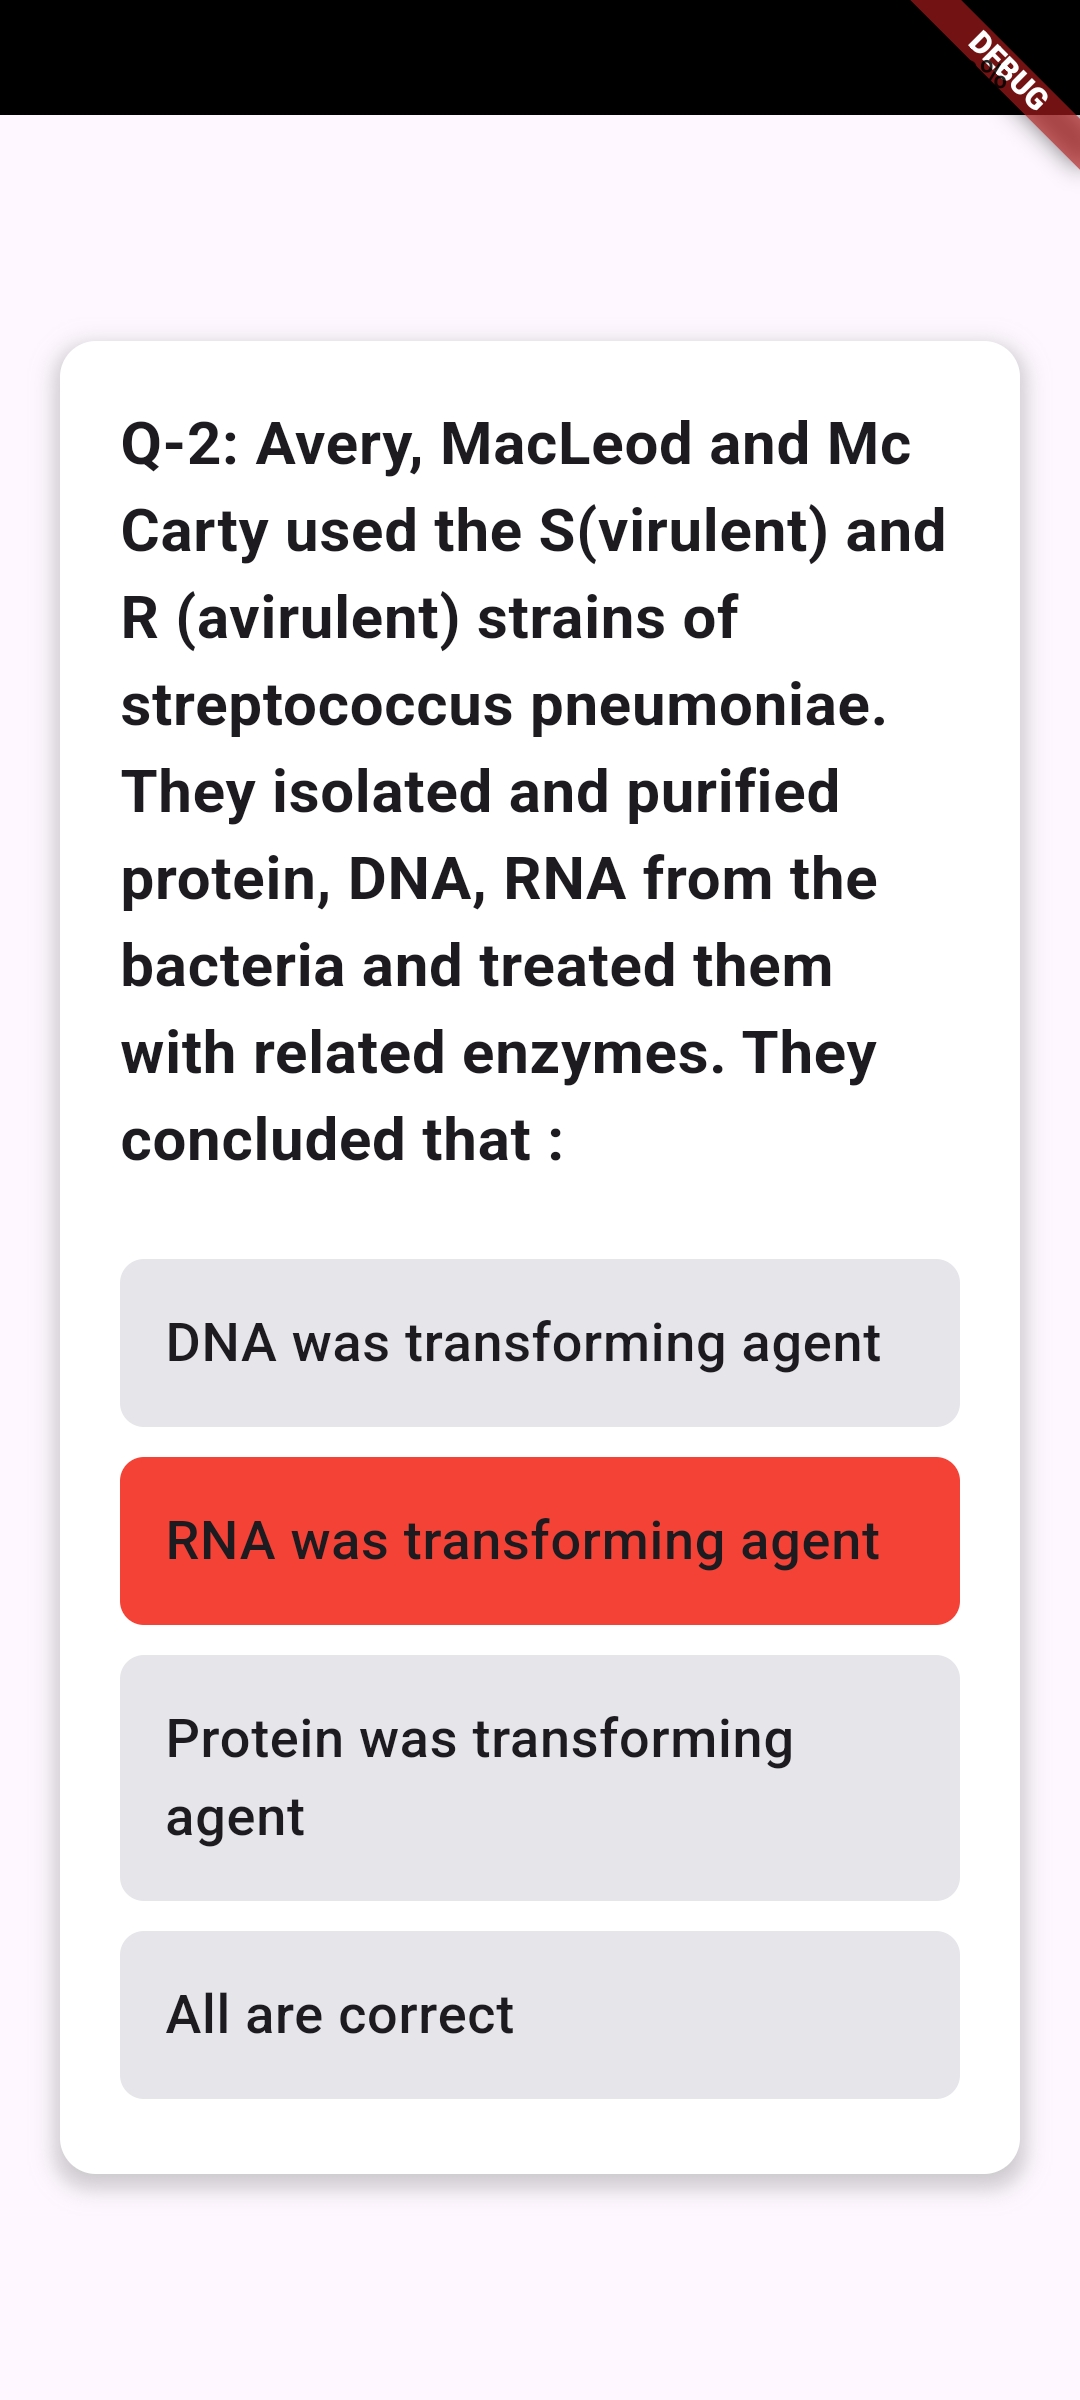 DEBUG
Q-2: Avery, MacLeod and Mc
Carty used the S(virulent) and
R (avirulent) strains of
streptococcus pneumoniae.
They isolated and purified
protein, DNA, RNA from the
bacteria and treated them
with related enzymes. They
concluded that :
DNA was transforming agent
RNA was transforming agent
Protein was transforming
agent
All are correct